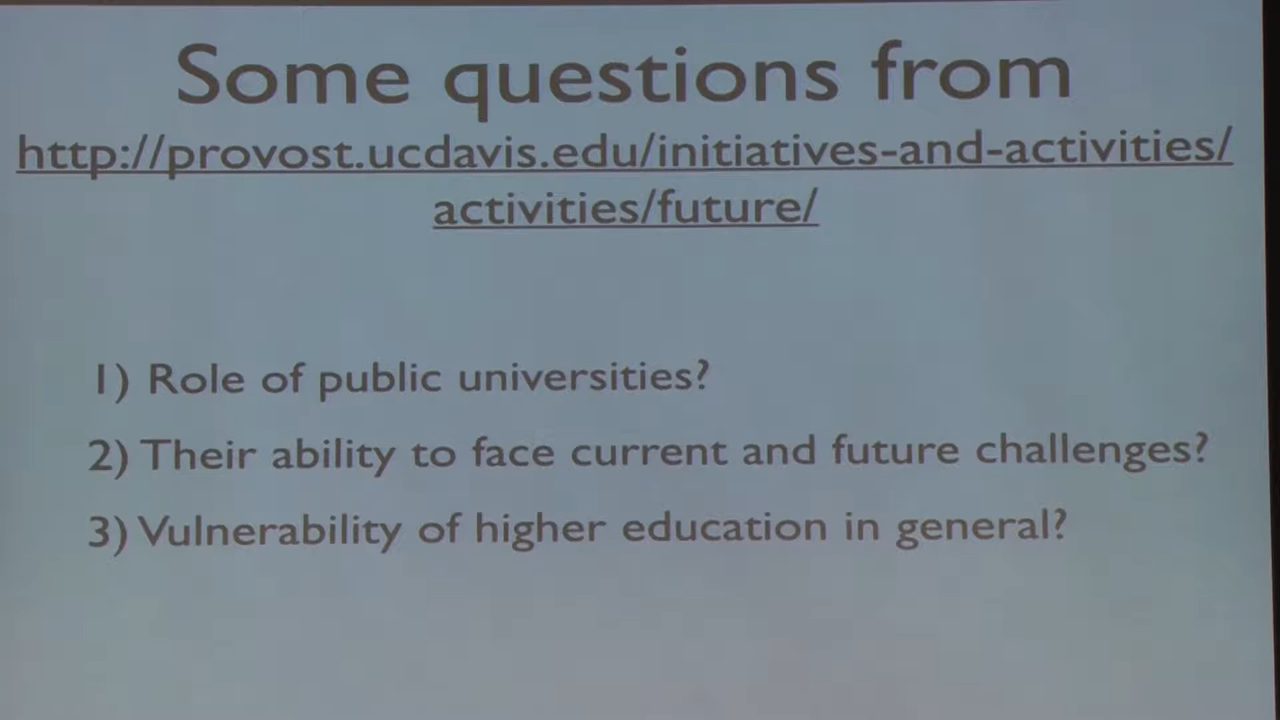 Some questions from
http://provost.ucdavis.edu/initiatives-and-activities/
activities/future/
1) Role of public universities?
2) Their ability to face current and future challenges?
3) Vulnerability of higher education in general?